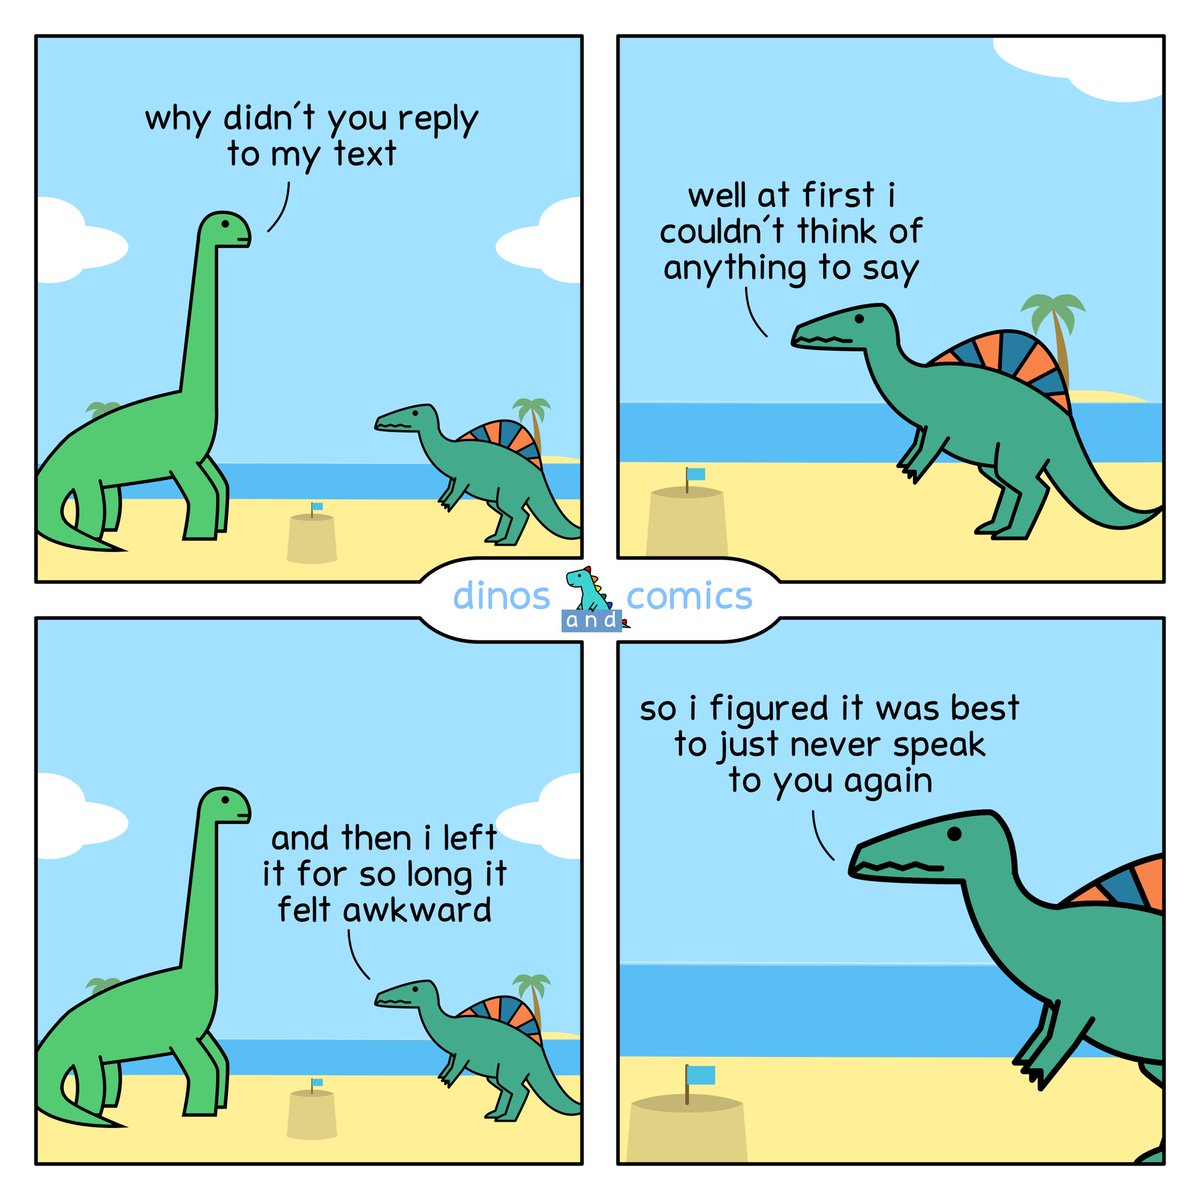 why didn´t you reply
to my text
well at first i
couldn´t think of
anything to say
dinos and comics
and then i left
it for so long it
felt awkward
so i figured it was best
to just never speak
to you again